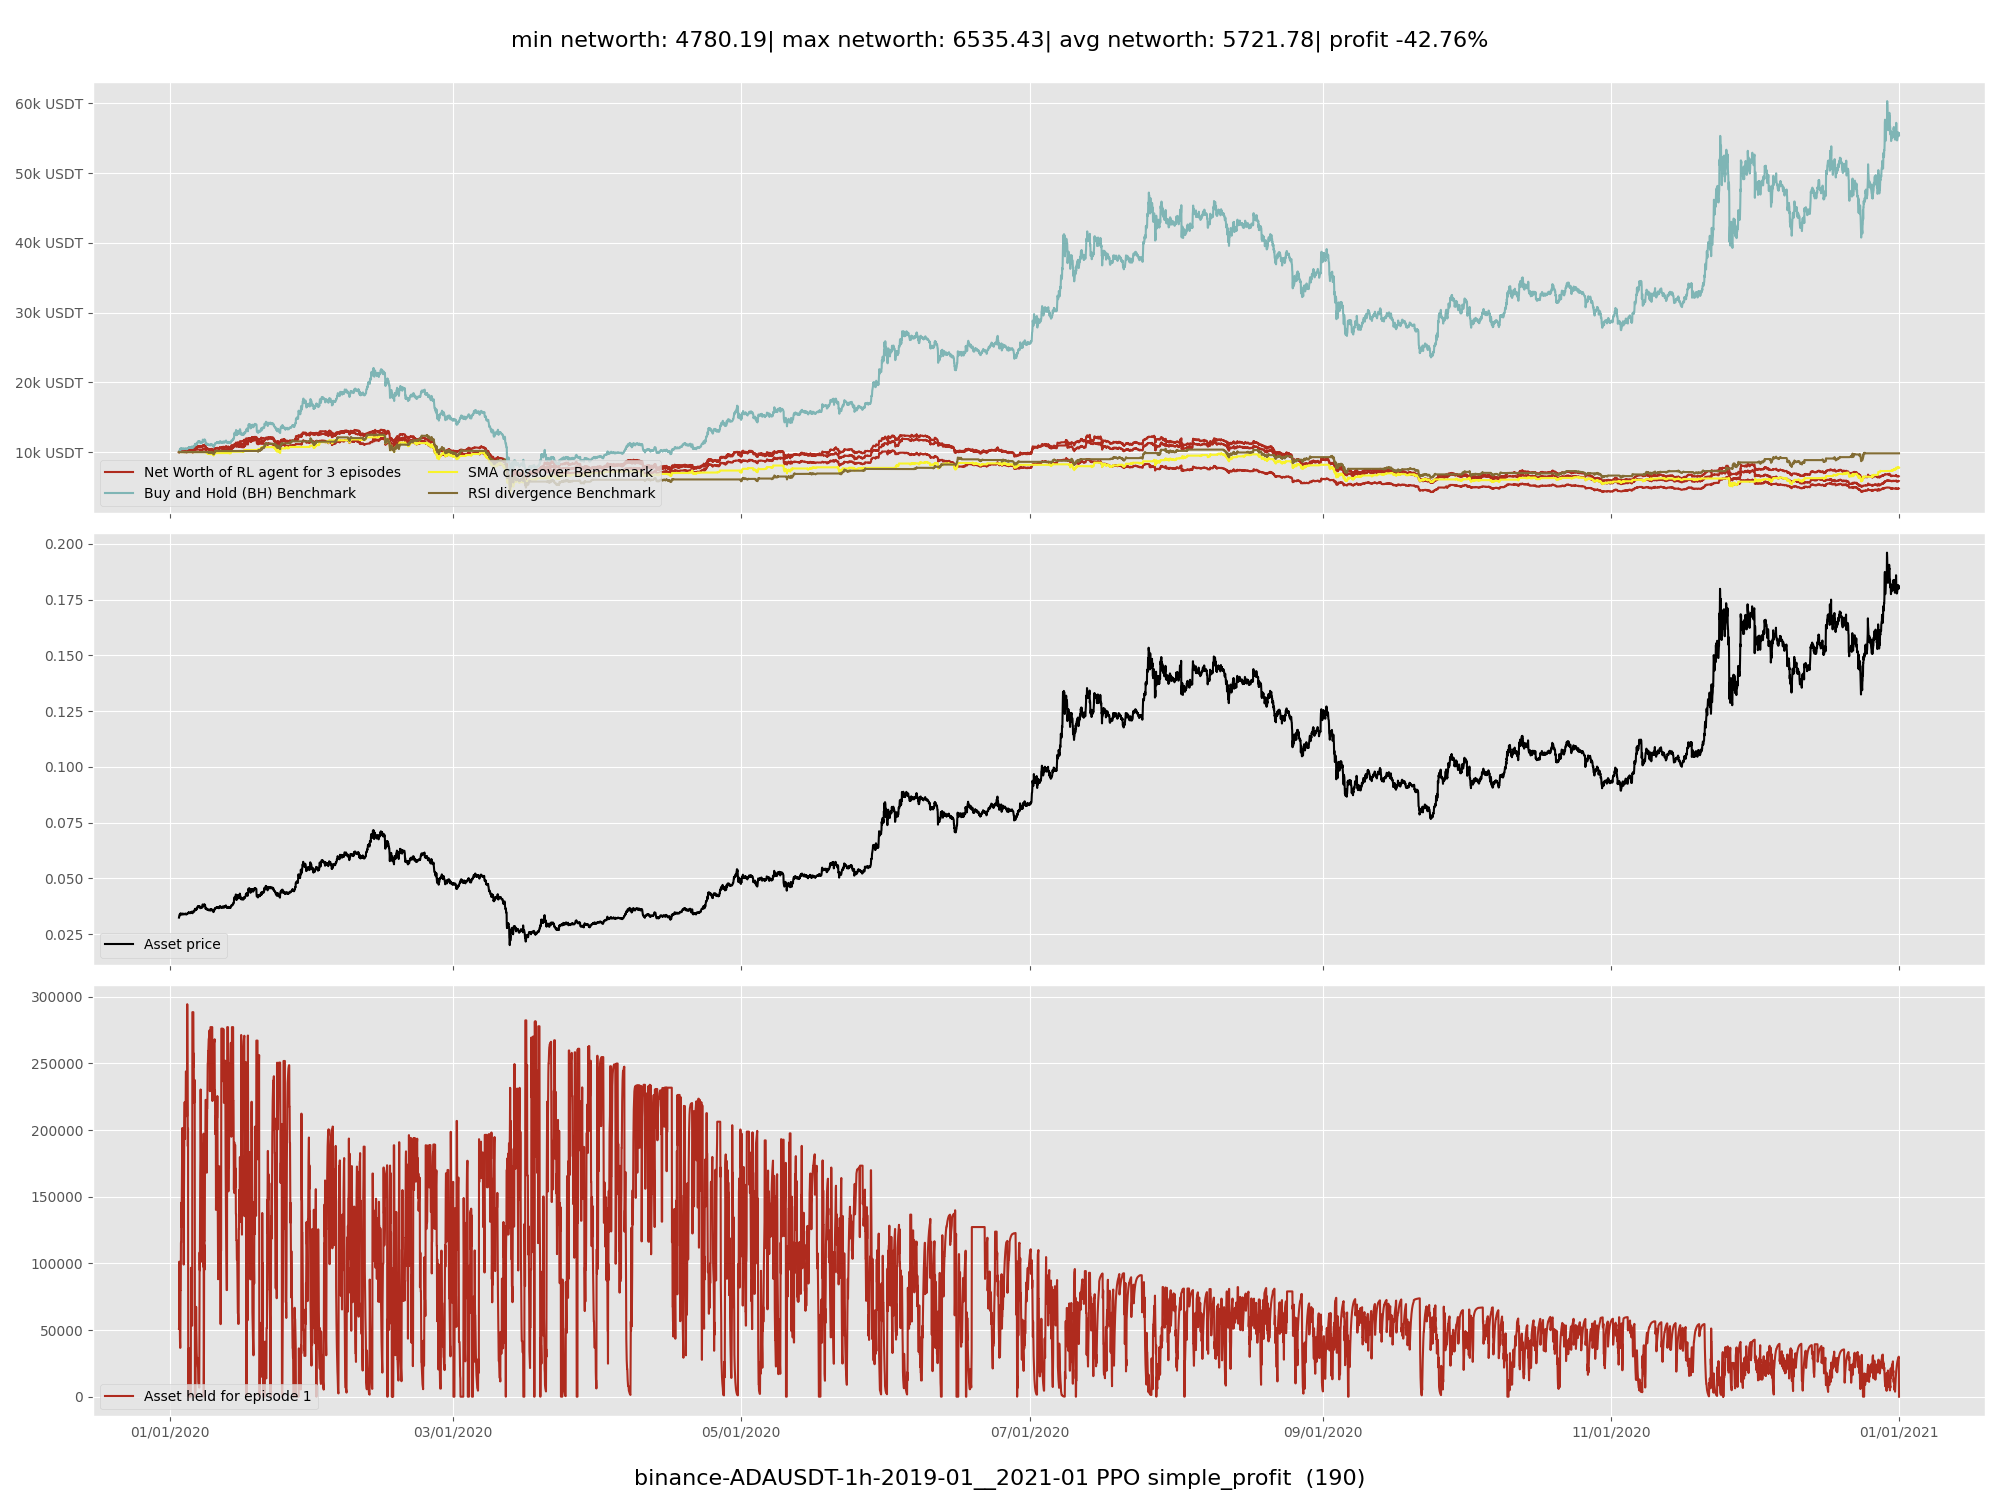 min networth: 4780.19| max networth: 6535.43| avg networth: 5721.78| profit -42.76%
60k USDT
50k USDT
40k USDT
30k USDT
20k USDT
10k USDT
Net Worth of RL agent for 3 episodes
Buy and Hold (BH) Benchmark
SMA crossover Benchmark
RSI divergence Benchmark
0.200
0.175
0.150
0.125
0.100
0.075
0.050
0.025
Asset price
300000
250000
200000
150000
100000
50000
0
Asset held for episode 1
01/01/2020
03/01/2020
05/01/2020
07/01/2020
09/01/2020
11/01/2020
01/01/2021
binance-ADAUSDT-1h-2019-01__2021-01 PPO simple_profit  (190)